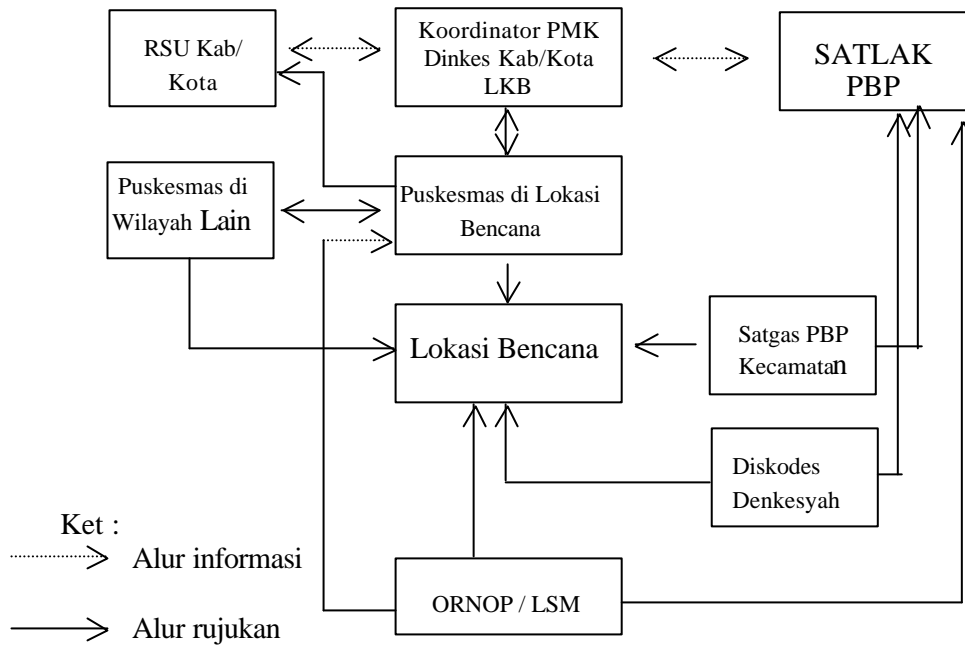 RSU Kab/
Kota
Koordinator PMK
Dinkes Kab/Kota
LKB
SATLAK
PBP
Puskesmas di
Wilayah Lain
Puskesmas di Lokasi
Bencana
Lokasi Bencana
Satgas PBP
Kecamatan
Diskodes
Denkesyah
ORNOP / LSM
Ket :
Alur informasi
Alur rujukan